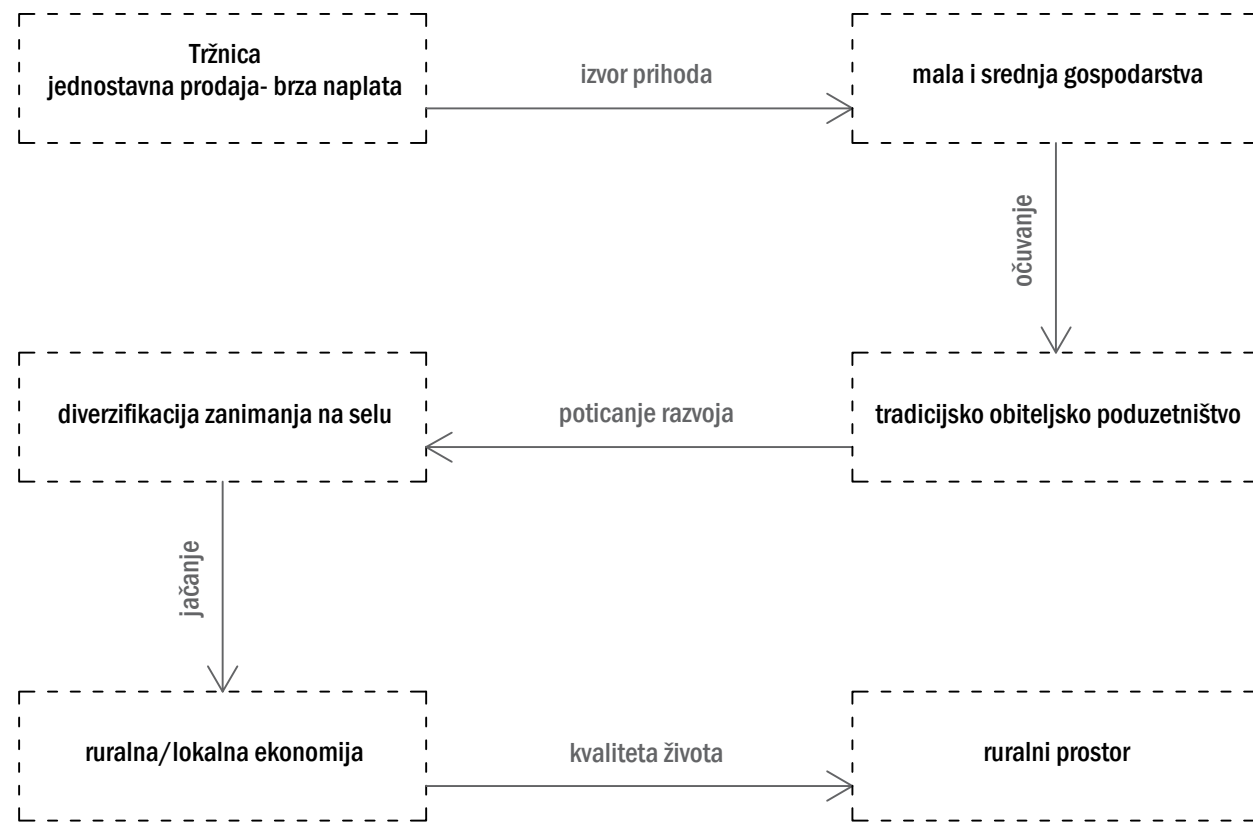 Tržnica
jednostavna prodaja- brza naplata
izvor prihoda
mala i srednja gospodarstva
očuvanje
tradicijsko obiteljsko poduzetništvo
poticanje razvoja
diverzifikacija zanimanja na selu
jačanje
ruralna/lokalna ekonomija
kvaliteta života
ruralni prostor